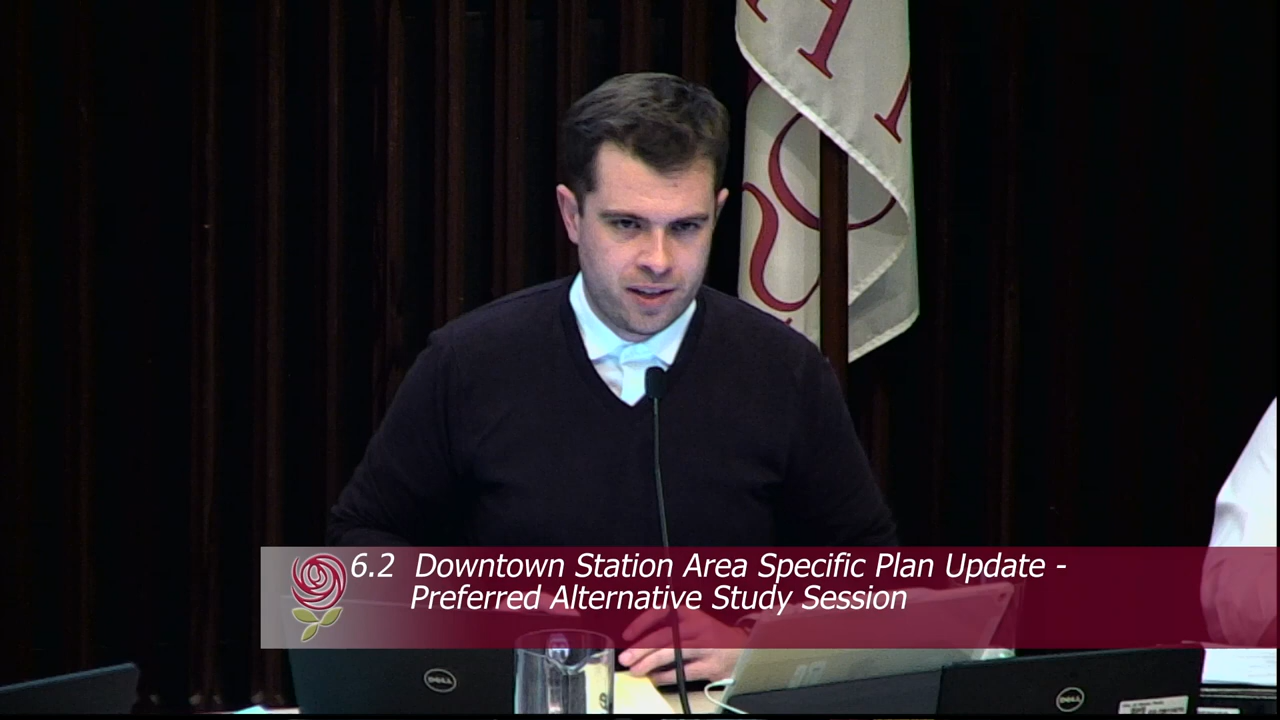 6.2 Downtown Station Area Specific Plan Update -
Preferred Alternative Study Session
DELL
DELL